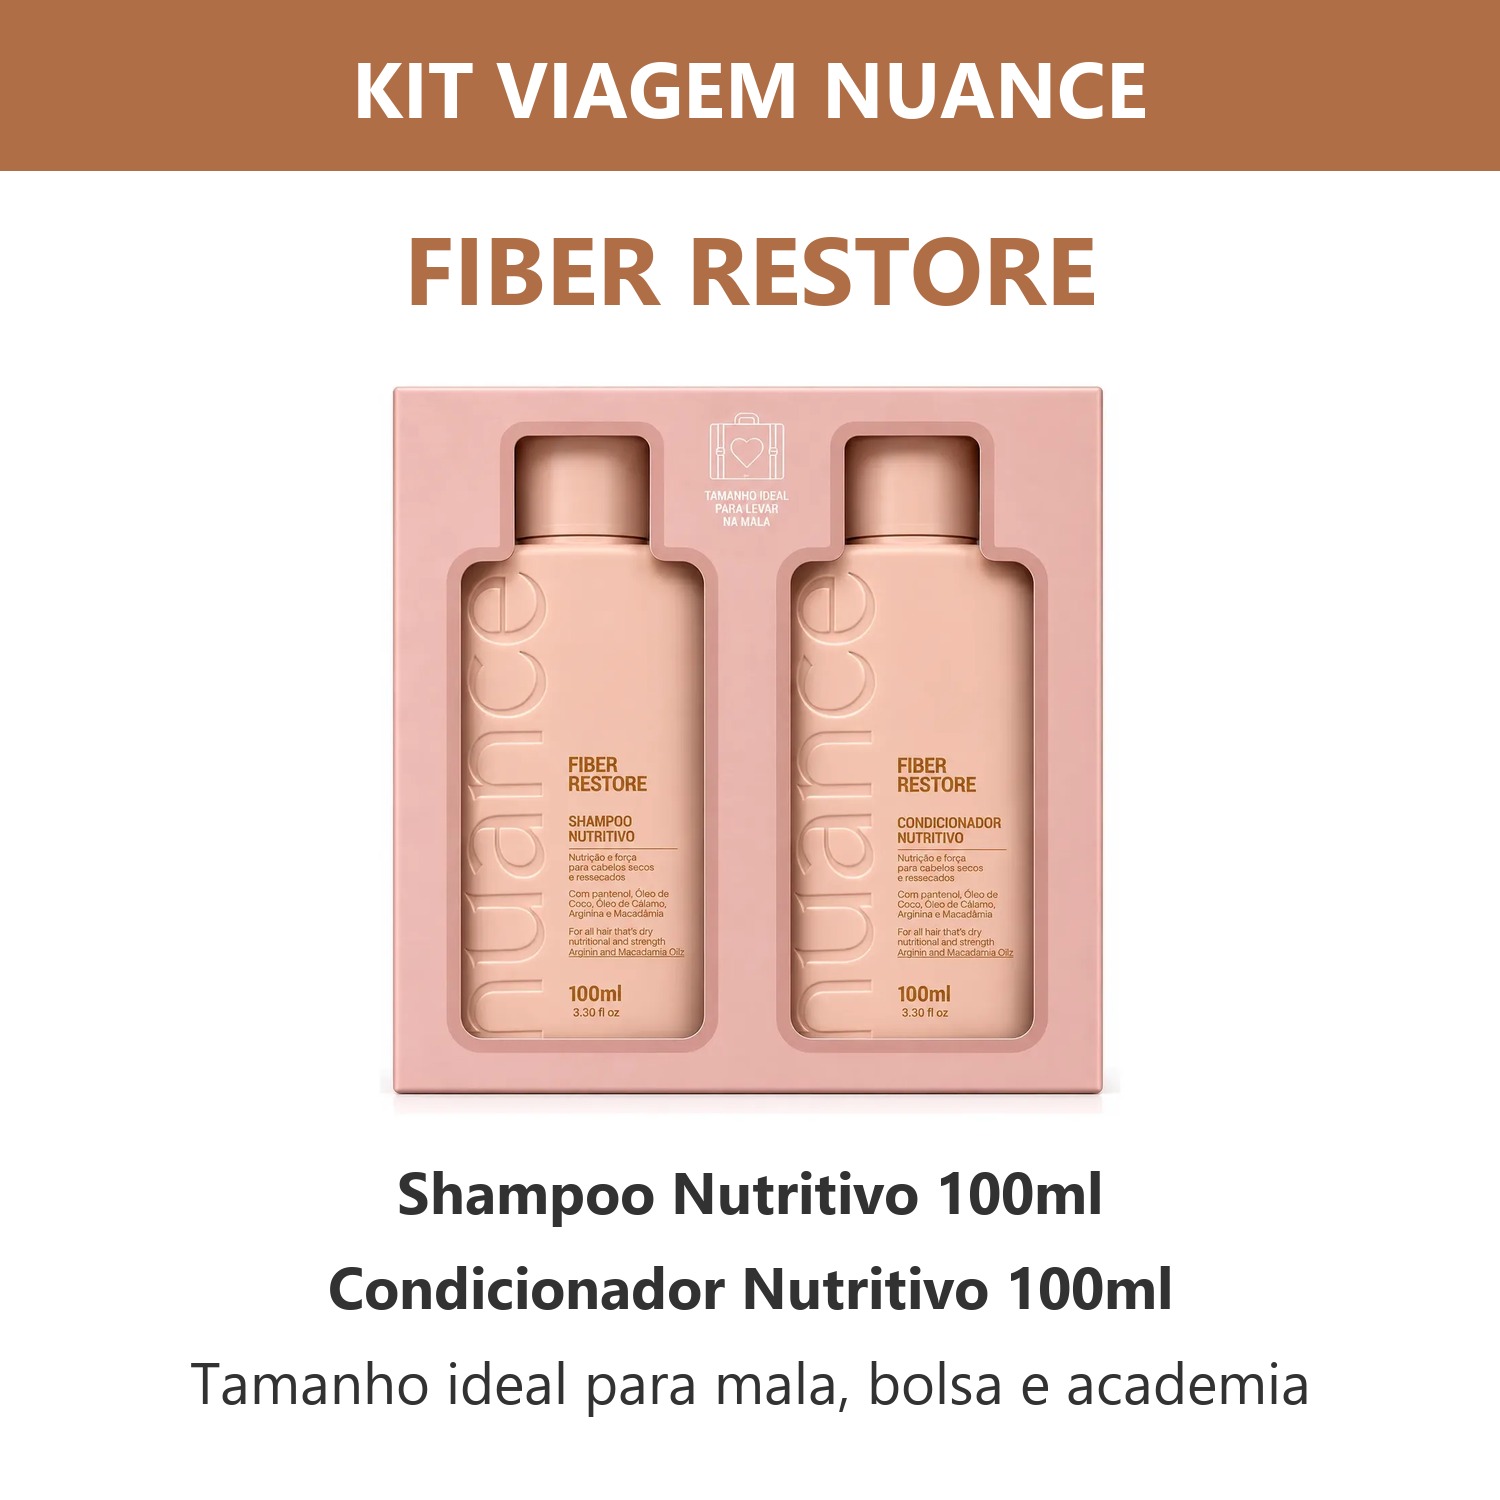 KIT VIAGEM NUANCE
FIBER RESTORE
TAMANHO IDEAL
PARA LEVAR
NA MALA
nuance
FIBER
RESTORE
SHAMPOO
NUTRITIVO
Nutrição e força
para cabelos secos
e ressecados
Com pantenol, Óleo de
Coco, Óleo de Câlamo,
Arginina e Macadâmia
For all hair that's dry
nutritional and strength
Arginin and Macadamia Oilz
100ml
3.30 fl oz
nuance
FIBER
RESTORE
CONDICIONADOR
NUTRITIVO
Nutrição e força
para cabelos secos
e ressecados
Com pantenol, Óleo de
Coco, Óleo de Câlamo,
Arginina e Macadâmia
For all hair that's dry
nutritional and strength
Arginin and Macadamia Oilz
100ml
3.30 fl oz
Shampoo Nutritivo 100ml
Condicionador Nutritivo 100ml
Tamanho ideal para mala, bolsa e academia